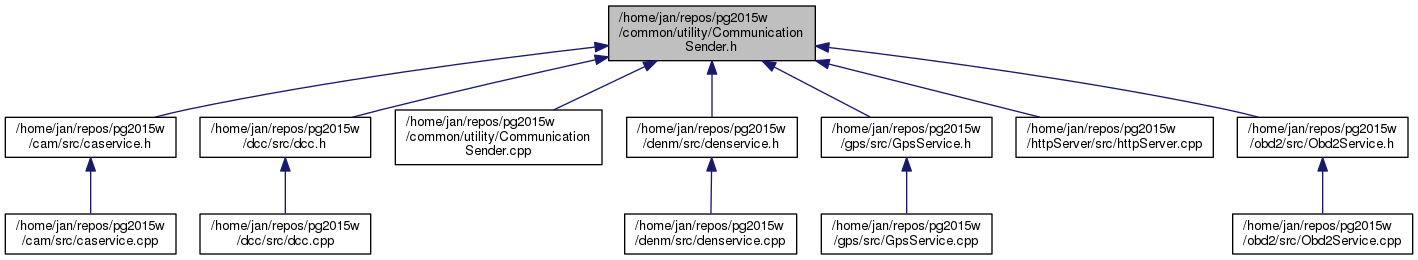 /home/jan/repos/pg2015w
/common/utility/Communication
Sender.h
/home/jan/repos/pg2015w
/cam/src/caservice.h
/home/jan/repos/pg2015w
/dcc/src/dcc.h
/home/jan/repos/pg2015w
/common/utility/Communication
Sender.cpp
/home/jan/repos/pg2015w
/denm/src/denservice.h
/home/jan/repos/pg2015w
/gps/src/GpsService.h
/home/jan/repos/pg2015w
/httpServer/src/httpServer.cpp
/home/jan/repos/pg2015w
/obd2/src/Obd2Service.h
/home/jan/repos/pg2015w
/cam/src/caservice.cpp
/home/jan/repos/pg2015w
/dcc/src/dcc.cpp
/home/jan/repos/pg2015w
/denm/src/denservice.cpp
/home/jan/repos/pg2015w
/gps/src/GpsService.cpp
/home/jan/repos/pg2015w
/obd2/src/Obd2Service.cpp